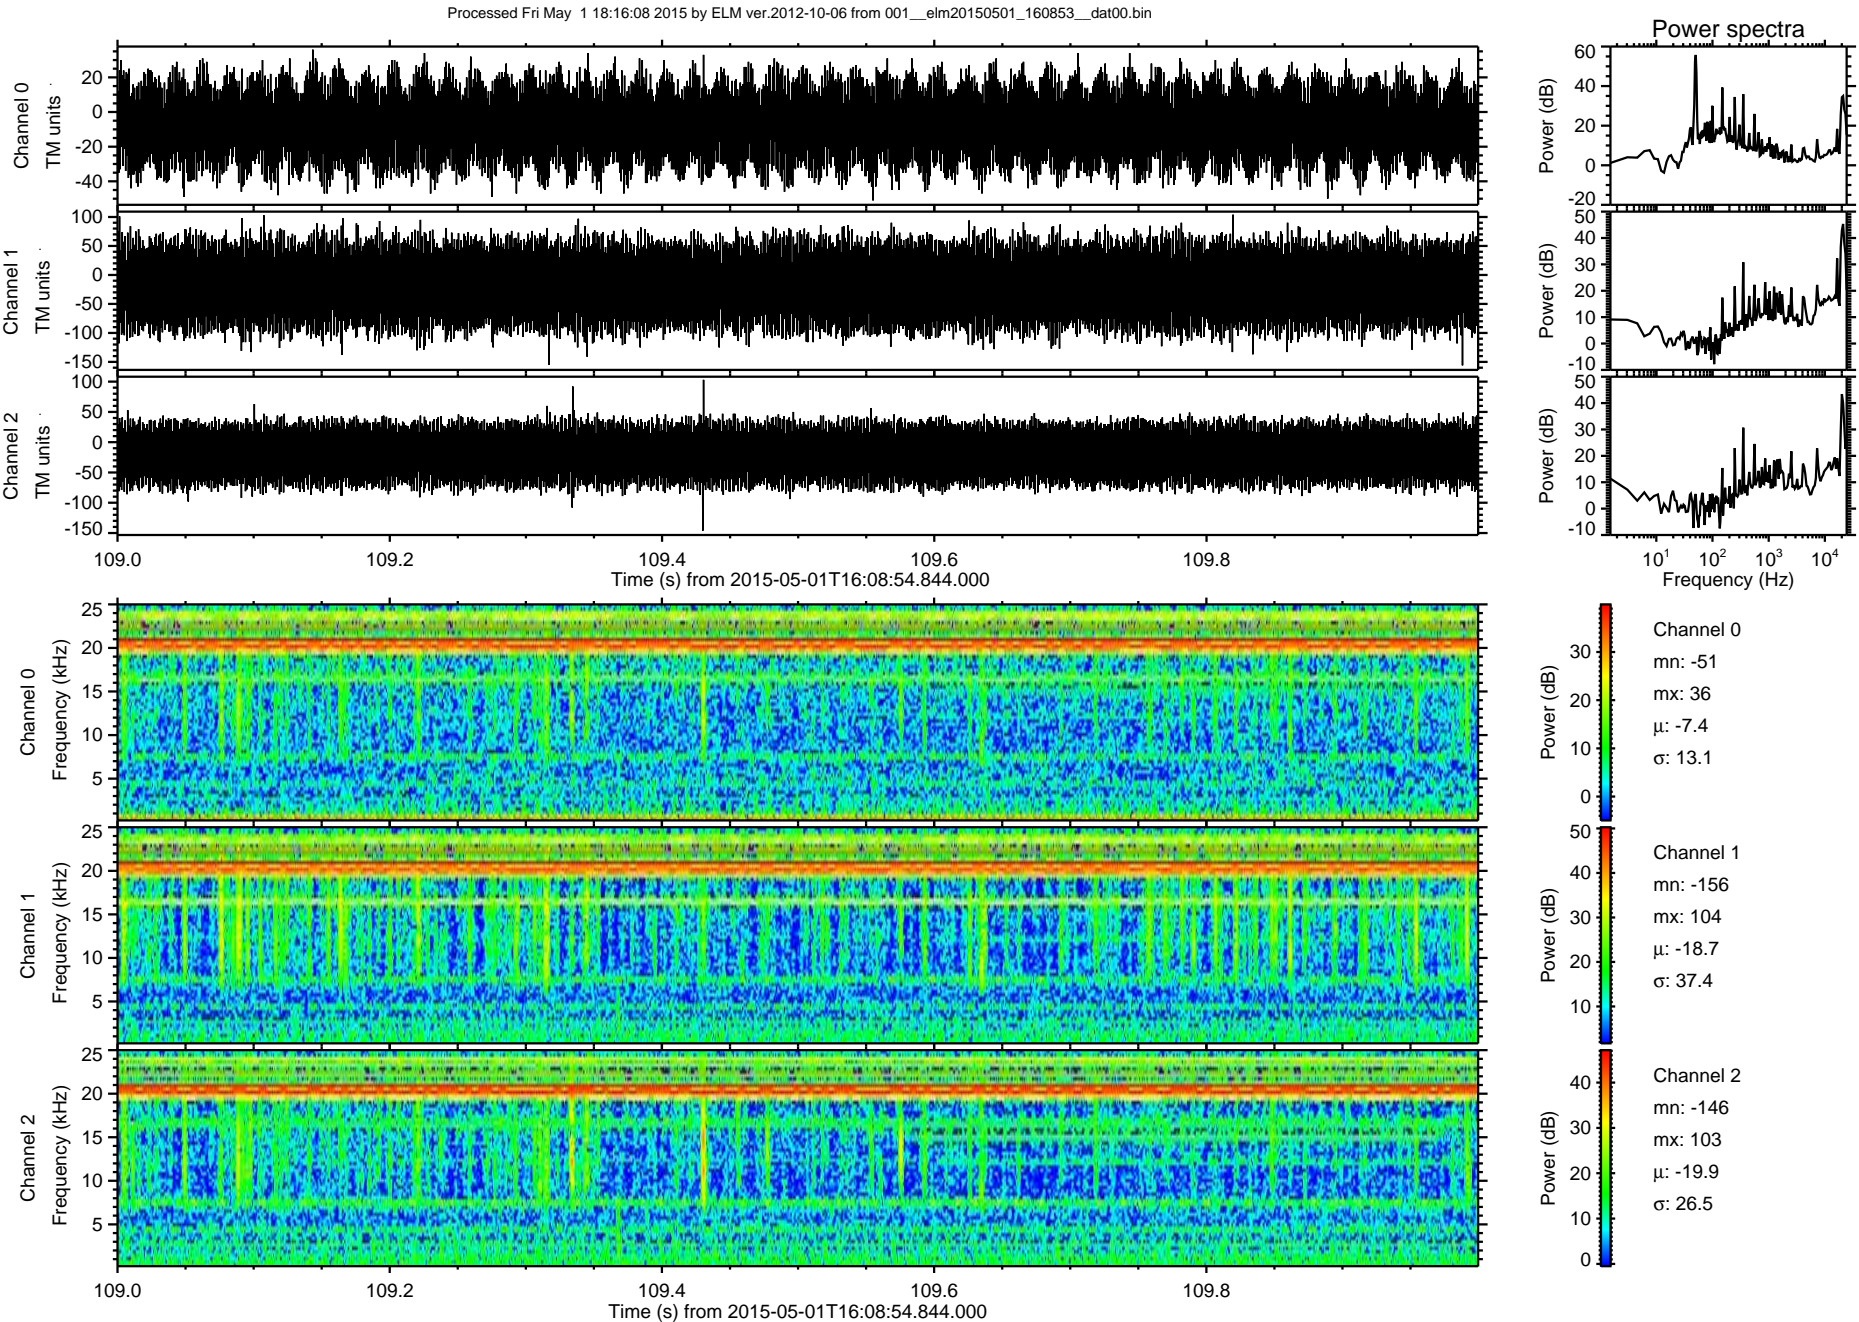 Processed Fri May  1 18:16:08 2015 by ELM ver.2012-10-06 from 001__elm20150501_160853__dat00.bin
Power spectra
Channel 0
TM units
20
0
-20
-40
Power (dB)
60
40
20
0
-20
Channel 1
TM units
100
50
0
-50
-100
-150
Power (dB)
50
40
30
20
10
0
-10
Channel 2
TM units
100
50
0
-50
-100
-150
Power (dB)
50
40
30
20
10
0
-10
109.0 109.2 109.4 109.6 109.8
Time (s) from 2015-05-01T16:08:54.844.000
10^1 10^2 10^3 10^4
Frequency (Hz)
Channel 0
Frequency (kHz)
25
20
15
10
5
Power (dB)
30
20
10
0
Channel 0
mn: -51
mx: 36
μ: -7.4
σ: 13.1
Channel 1
Frequency (kHz)
25
20
15
10
5
Power (dB)
50
40
30
20
10
Channel 1
mn: -156
mx: 104
μ: -18.7
σ: 37.4
Channel 2
Frequency (kHz)
25
20
15
10
5
Power (dB)
40
30
20
10
0
Channel 2
mn: -146
mx: 103
μ: -19.9
σ: 26.5
109.0 109.2 109.4 109.6 109.8
Time (s) from 2015-05-01T16:08:54.844.000